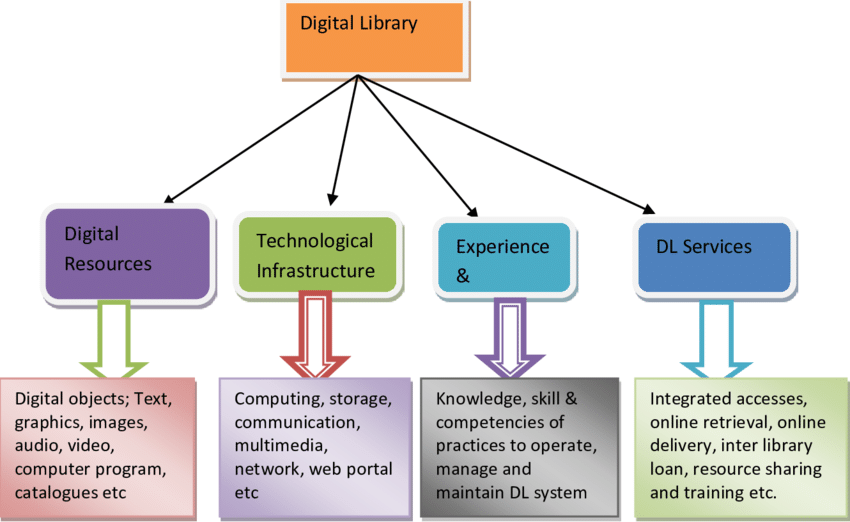 Digital Library
Digital
Resources
Technological
Infrastructure
Experience
&
DL Services
Digital objects; Text,
graphics, images,
audio, video,
computer program,
catalogues etc
Computing, storage,
communication,
multimedia,
network, web portal
etc
Knowledge, skill &
competencies of
practices to operate,
manage and
maintain DL system
Integrated accesses,
online retrieval, online
delivery, inter library
loan, resource sharing
and training etc.